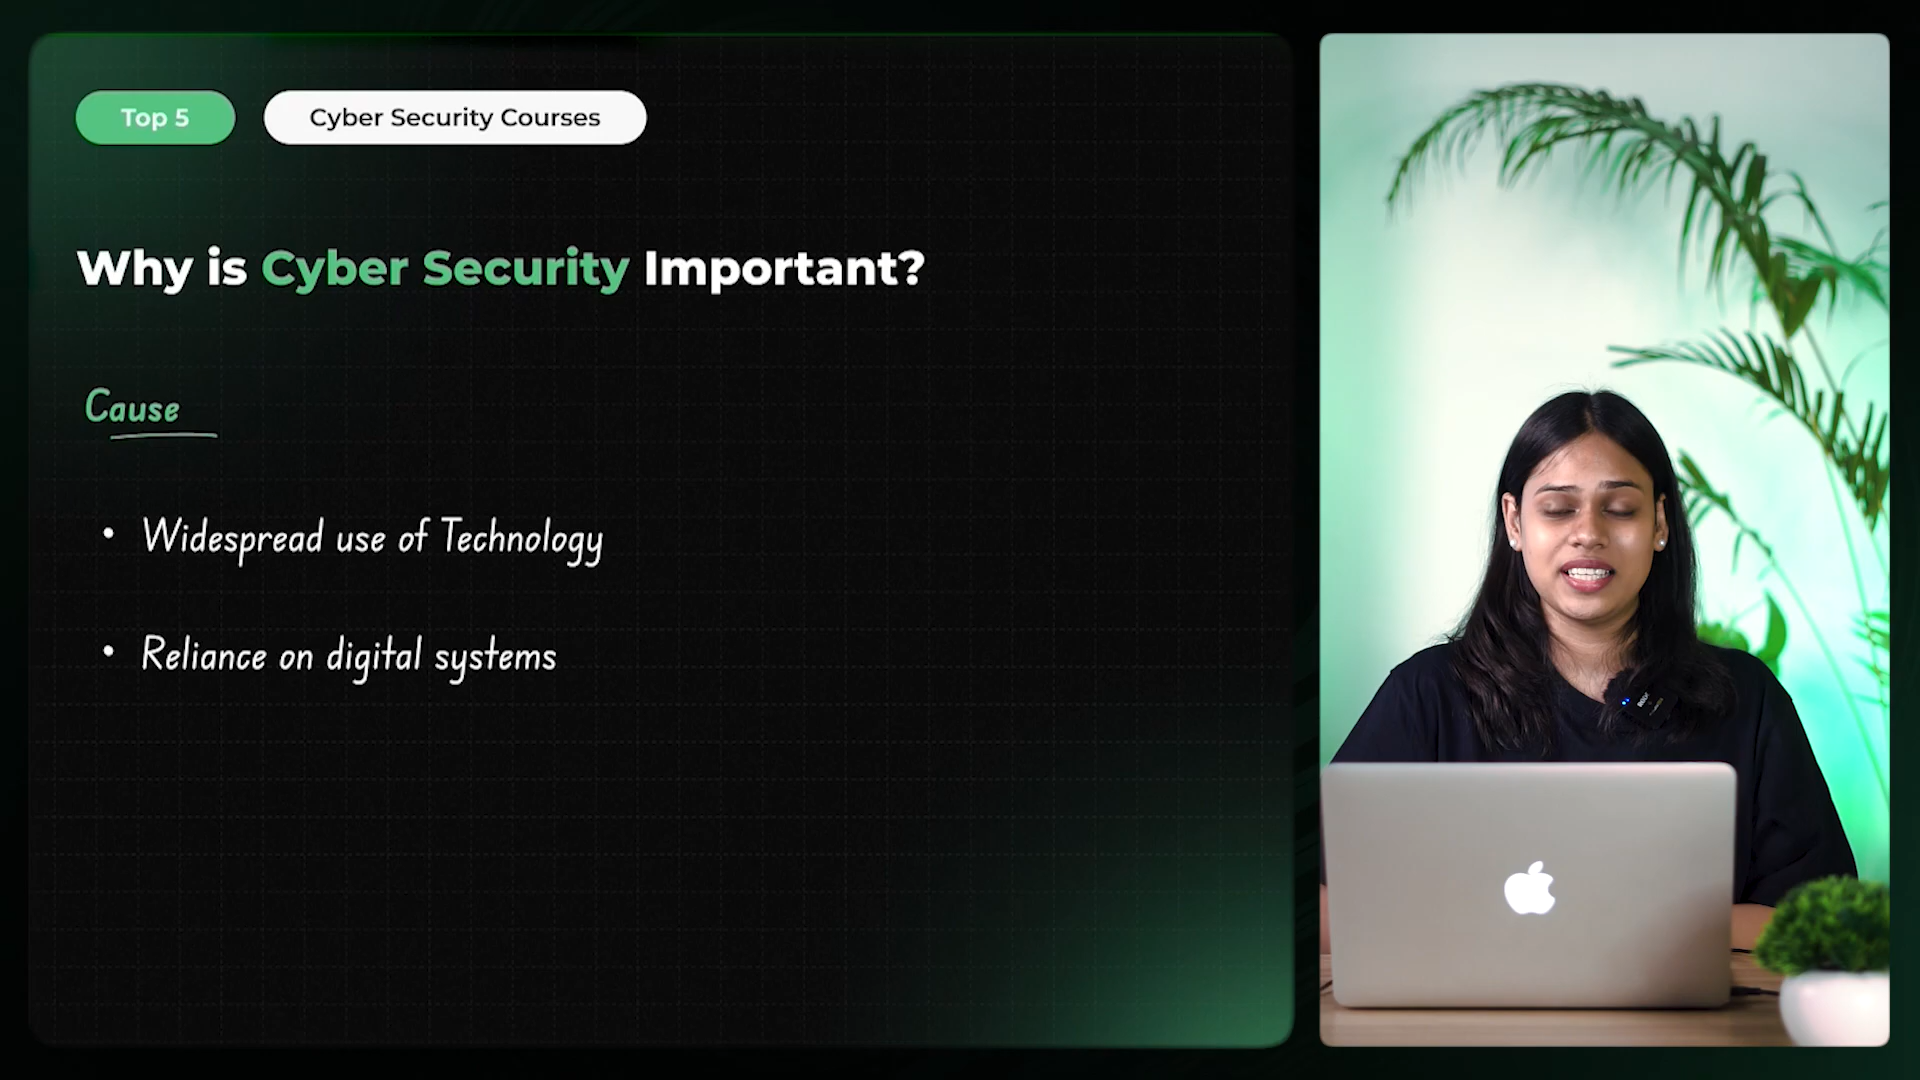 Top 5
Cyber Security Courses
Why is Cyber Security Important?
Cause
• Widespread use of Technology
• Reliance on digital systems